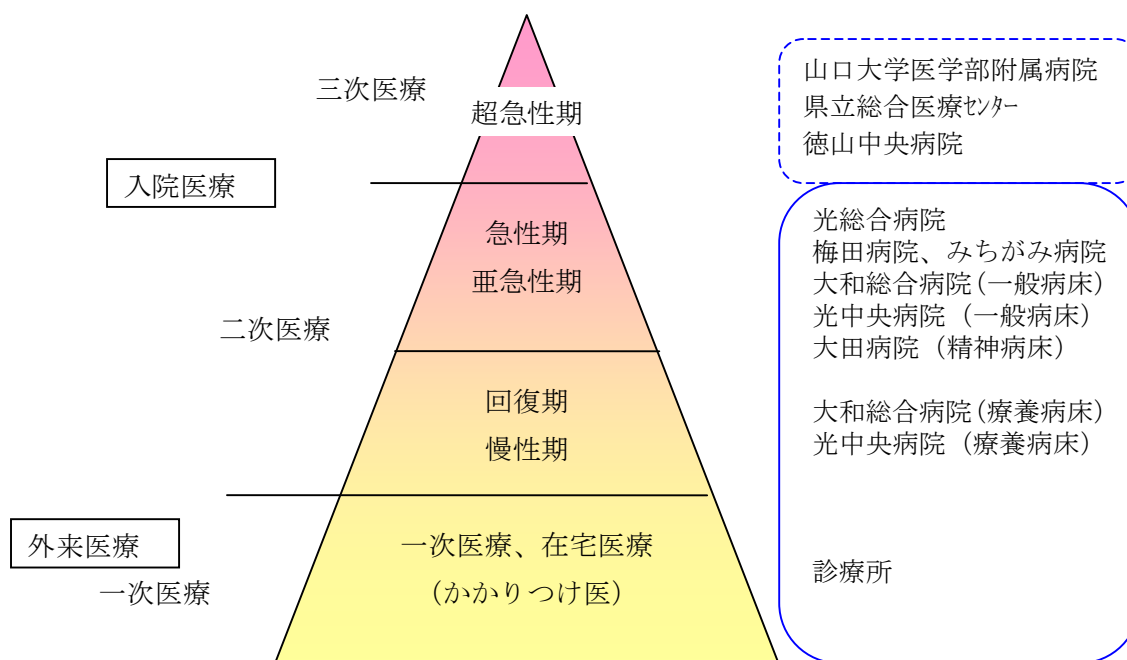 三次医療
超急性期
入院医療
急性期
亜急性期
二次医療
回復期
慢性期
外来医療
一次医療
一次医療、在宅医療
（かかりつけ医）
山口大学医学部附属病院
県立総合医療ｾﾝﾀｰ
徳山中央病院
光総合病院
梅田病院、みちがみ病院
大和総合病院(一般病床)
光中央病院（一般病床）
大田病院（精神病床）
大和総合病院(療養病床)
光中央病院（療養病床）
診療所